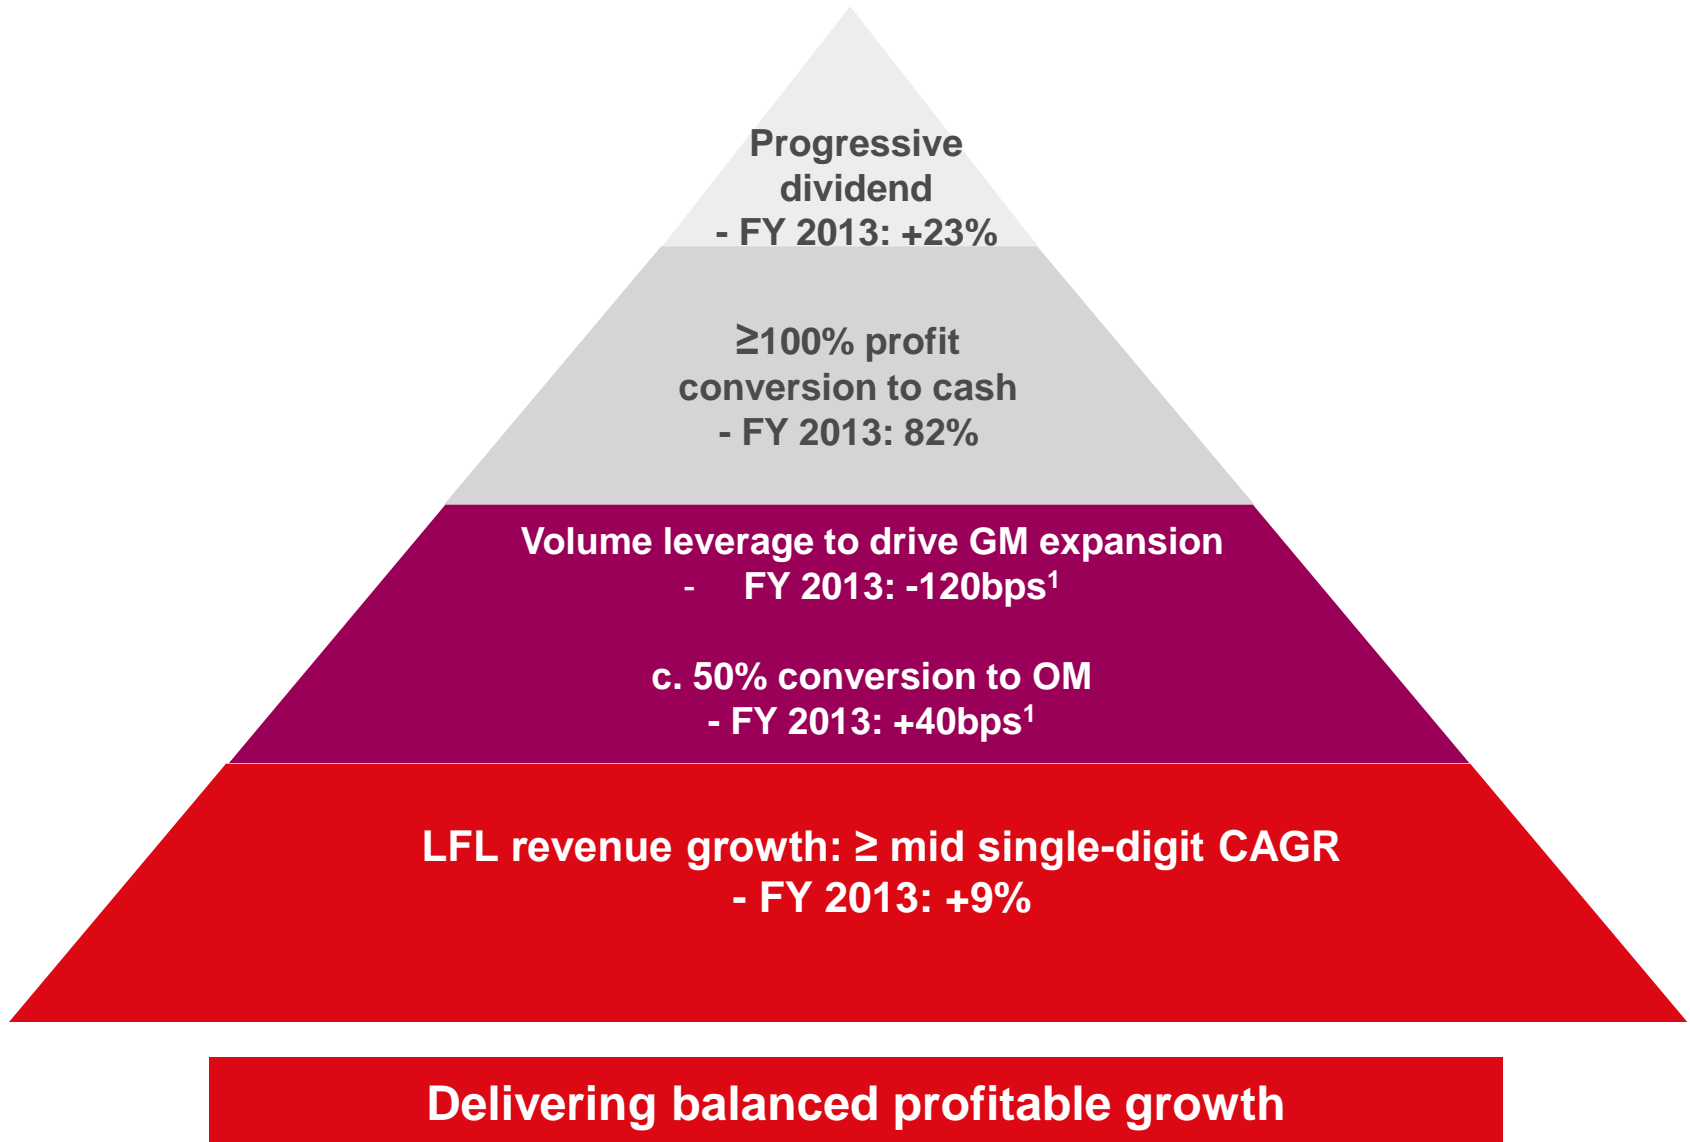 Progressive
dividend
- FY 2013: +23%
≥100% profit
conversion to cash
- FY 2013: 82%
Volume leverage to drive GM expansion
- FY 2013: -120bps¹
c. 50% conversion to OM
- FY 2013: +40bps¹
LFL revenue growth: ≥ mid single-digit CAGR
- FY 2013: +9%
Delivering balanced profitable growth